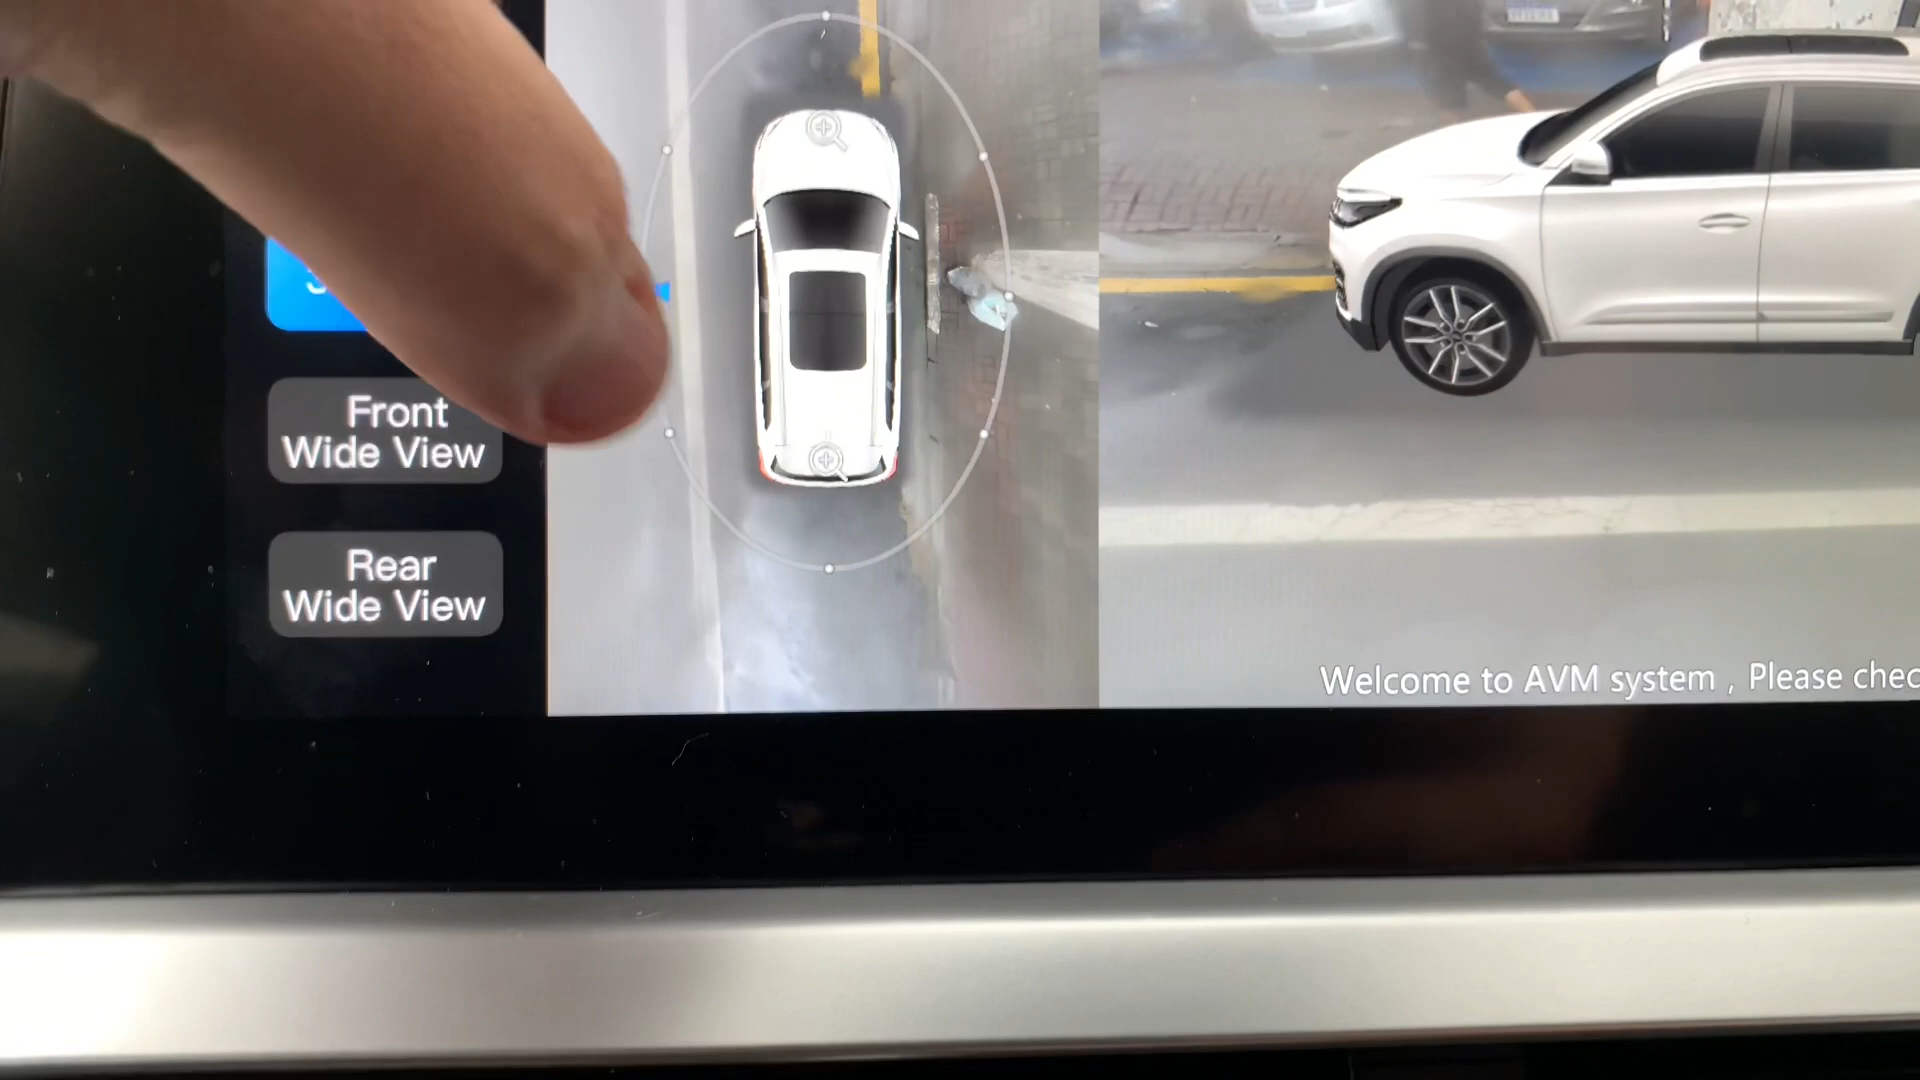 Front
Wide View
Rear
Wide View
Welcome to AVM system , Please chec